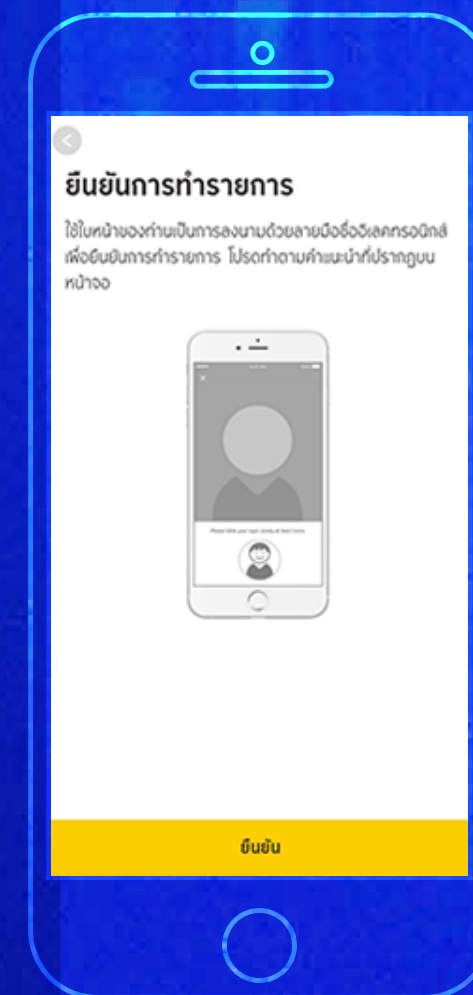 ยืนยันการทำรายการ
ใช้ใบหน้าของท่านเป็นการลงนามด้วยลายมือชื่ออิเลคทรอนิกส์
เพื่อยืนยันการทำรายการ โปรดทำตามคำแนะนำที่ปรากฏบน
หน้าจอ
ยืนยัน